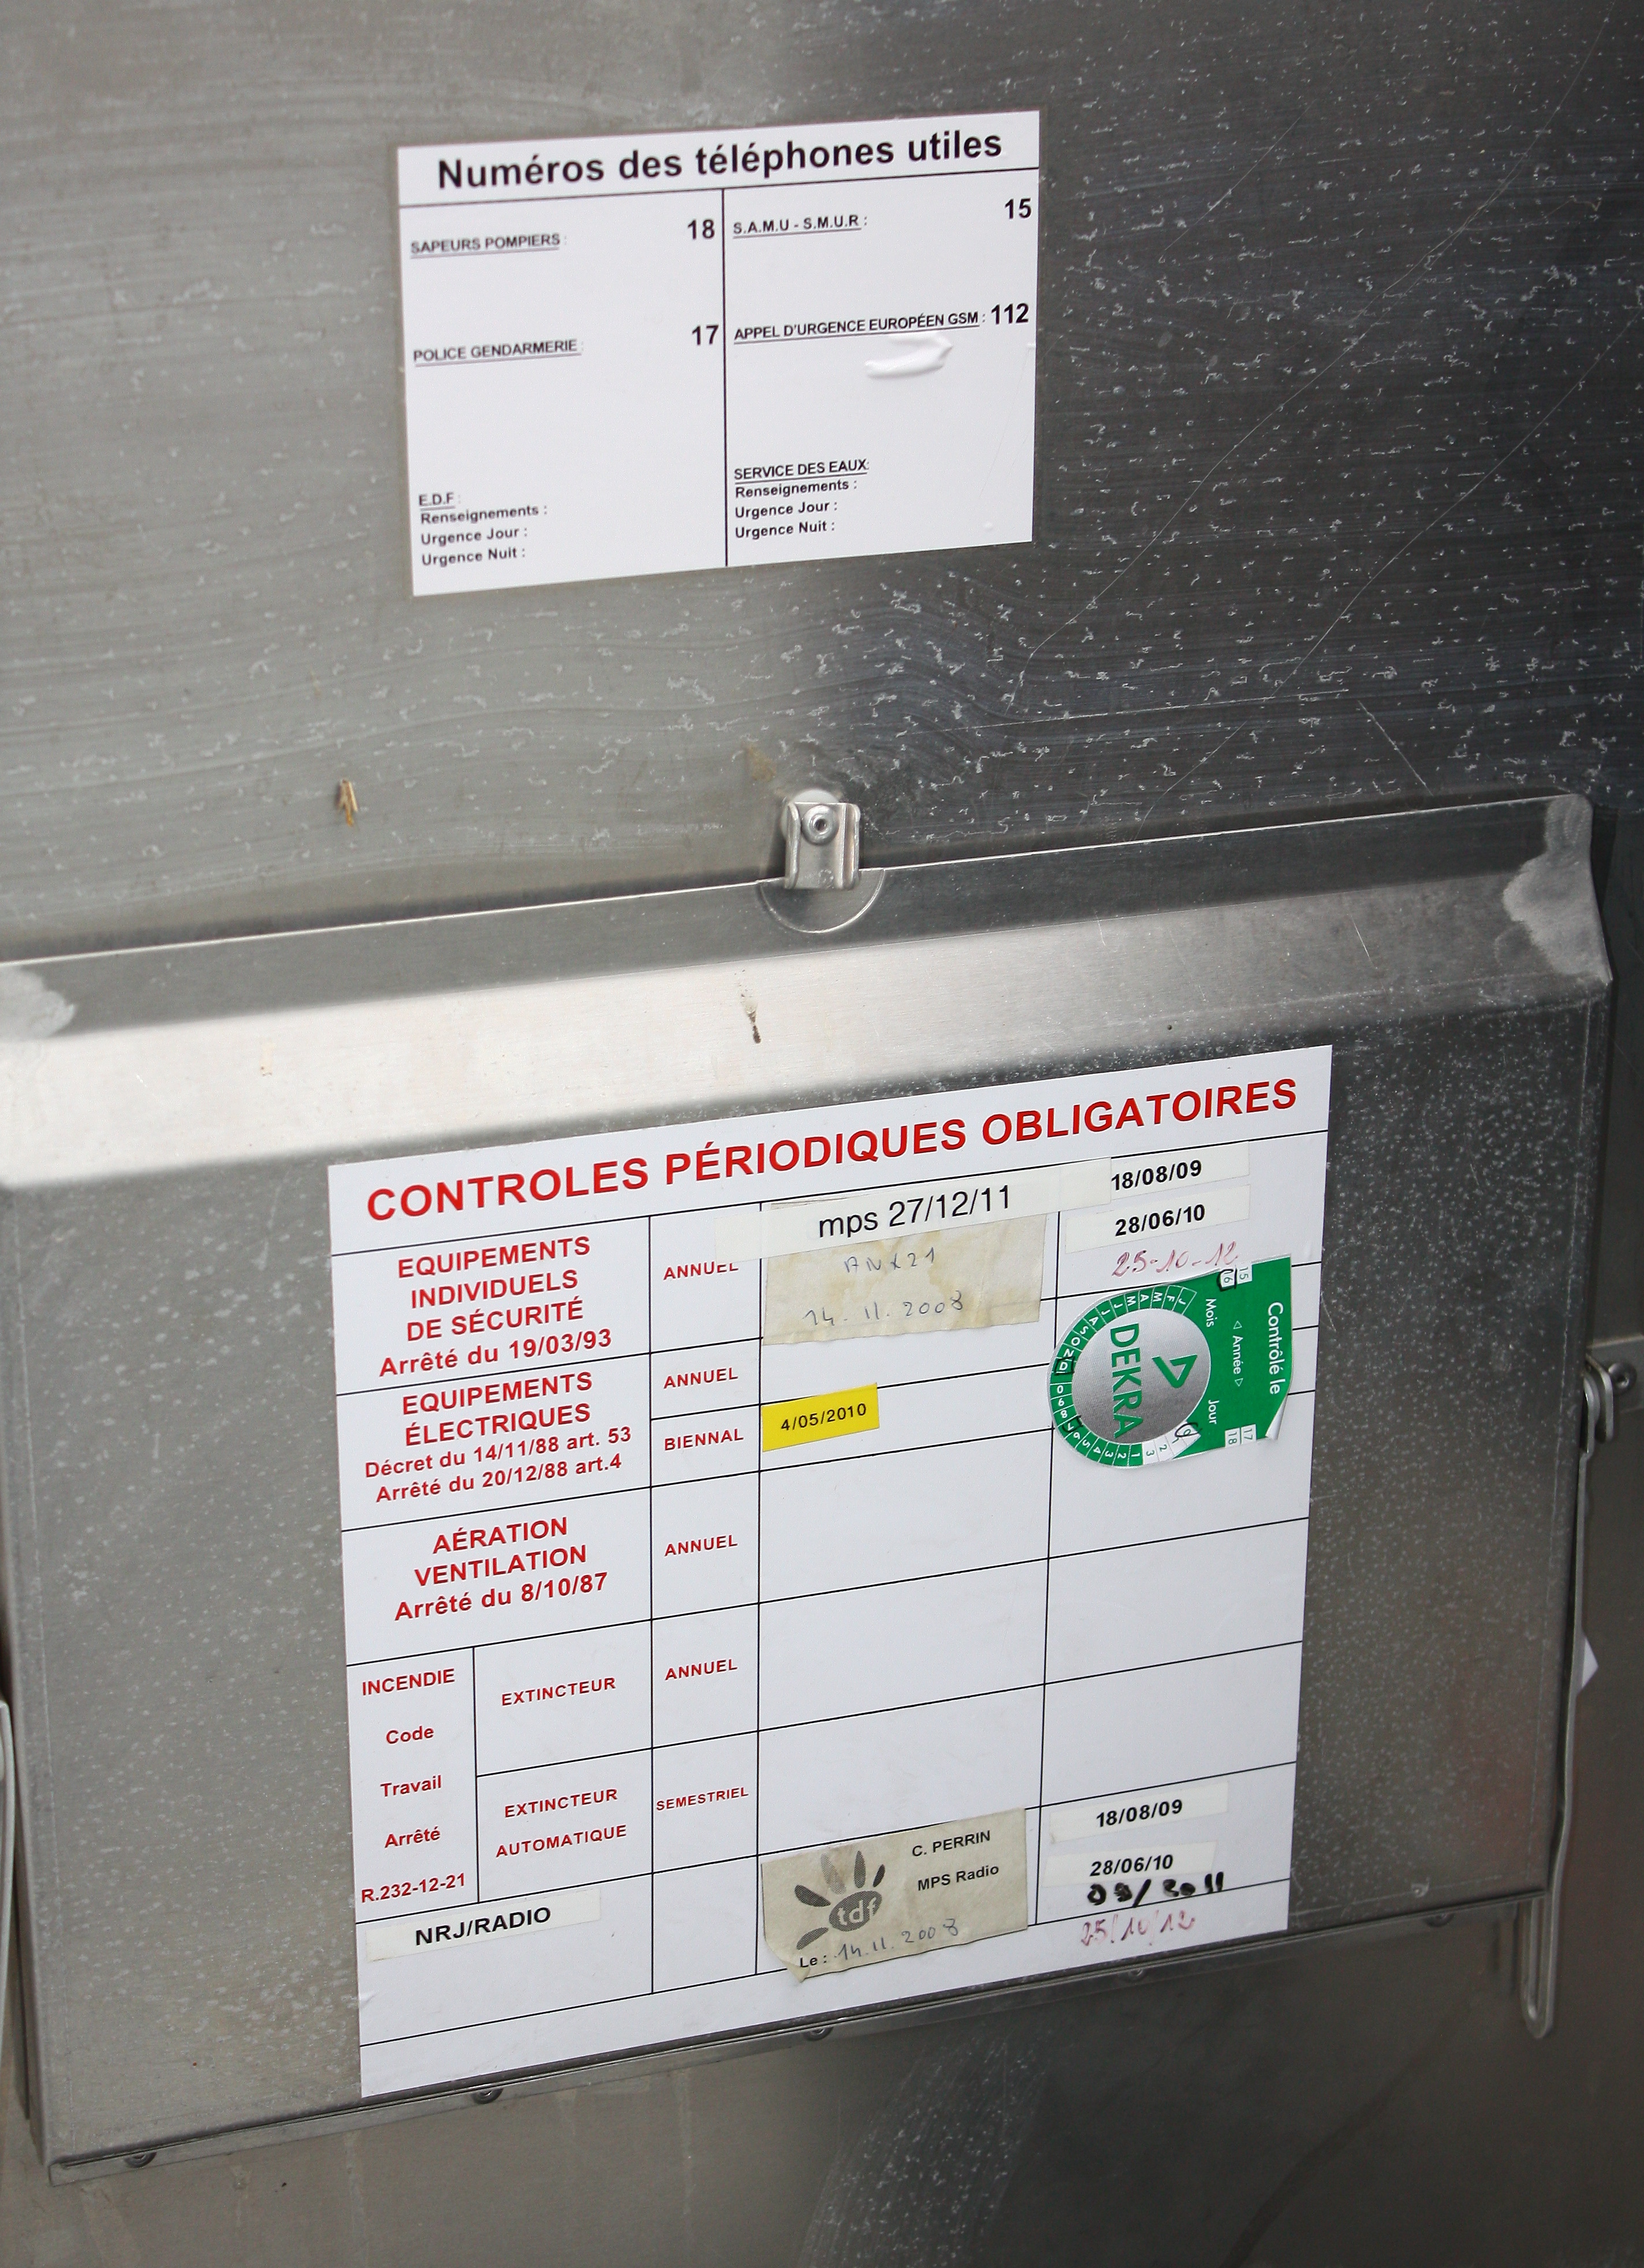 Numéros des téléphones utiles
SAPEURS POMPIERS : 18
S.A.M.U - S.M.U.R : 15
POLICE GENDARMERIE : 17
APPEL D'URGENCE EUROPÉEN GSM : 112
E.D.F :
Renseignements :
Urgence Jour :
Urgence Nuit :
SERVICE DES EAUX:
Renseignements :
Urgence Jour :
Urgence Nuit :
CONTROLES PÉRIODIQUES OBLIGATOIRES
EQUIPEMENTS
INDIVIDUELS
DE SÉCURITÉ
Arrêté du 19/03/93
ANNUEL
mps 27/12/11
14.11.2008
18/08/09
28/06/10
25-10-12
EQUIPEMENTS
ÉLECTRIQUES
Décret du 14/11/88 art. 53
Arrêté du 20/12/88 art.4
ANNUEL
BIENNAL
4/05/2010
Contrôlé le
Mois
Année
Jour
15
16
17
18
J F M A M J J A S O N D
DEKRA
AÉRATION
VENTILATION
Arrêté du 8/10/87
ANNUEL
INCENDIE
Code
Travail
Arrêté
R.232-12-21
EXTINCTEUR
ANNUEL
EXTINCTEUR
AUTOMATIQUE
SEMESTRIEL
NRJ/RADIO
C. PERRIN
MPS Radio
tdf
Le : 14.11.2008
18/08/09
28/06/10
09/2011
25/10/12